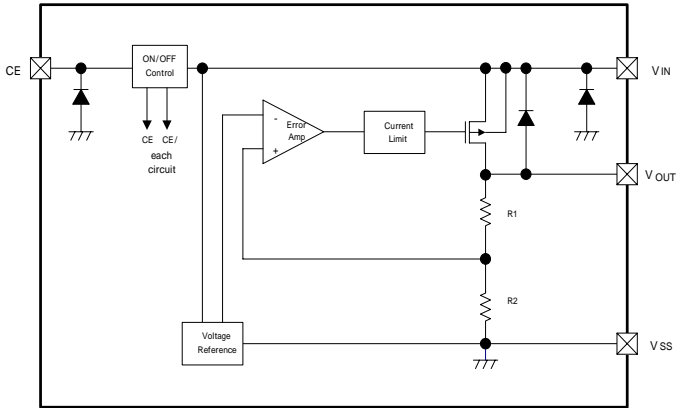 ON/OFF
Control
CE
VIN
CE CE/
each
circuit
-
Error
Amp
+
Current
Limit
VOUT
R1
R2
Voltage
Reference
VSS